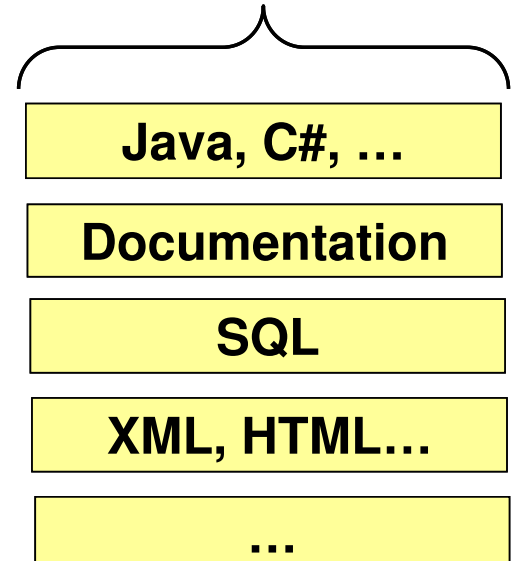 Java, C#, …
Documentation
SQL
XML, HTML…
…